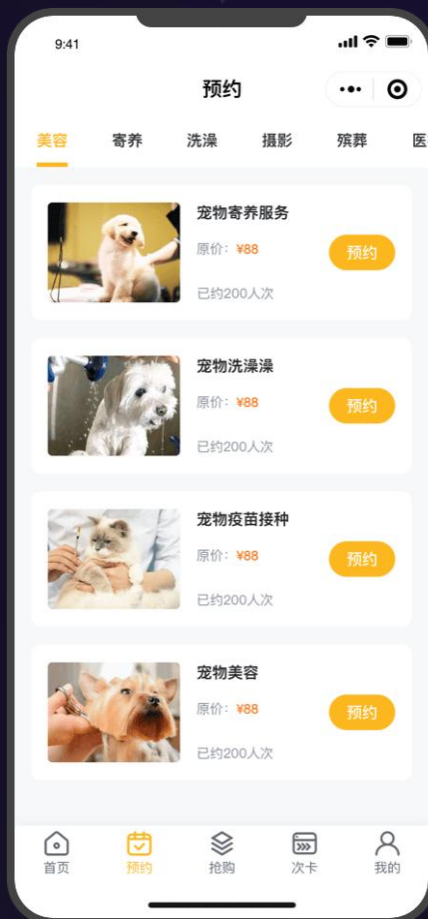 9:41
预约
美容 寄养 洗澡 摄影 殡葬 医
宠物寄养服务
原价：¥88
预约
已约200人次
宠物洗澡澡
原价：¥88
预约
已约200人次
宠物疫苗接种
原价：¥88
预约
已约200人次
宠物美容
原价：¥88
预约
已约200人次
首页 预约 抢购 次卡 我的